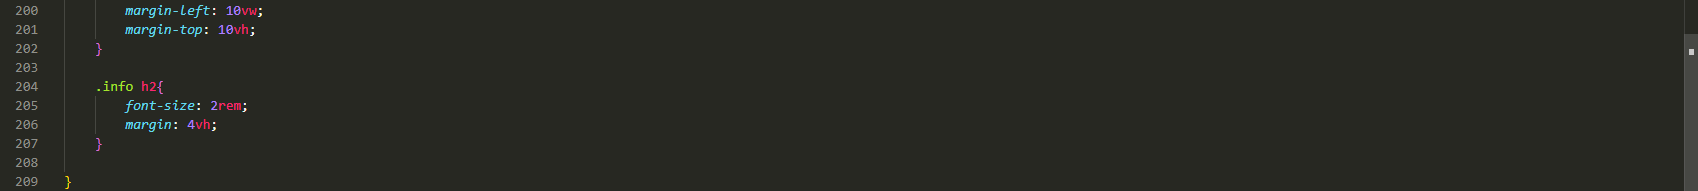 200 margin-left: 10vw;
201 margin-top: 10vh;
202 }
203
204 .info h2{
205 font-size: 2rem;
206 margin: 4vh;
207 }
208
209 }